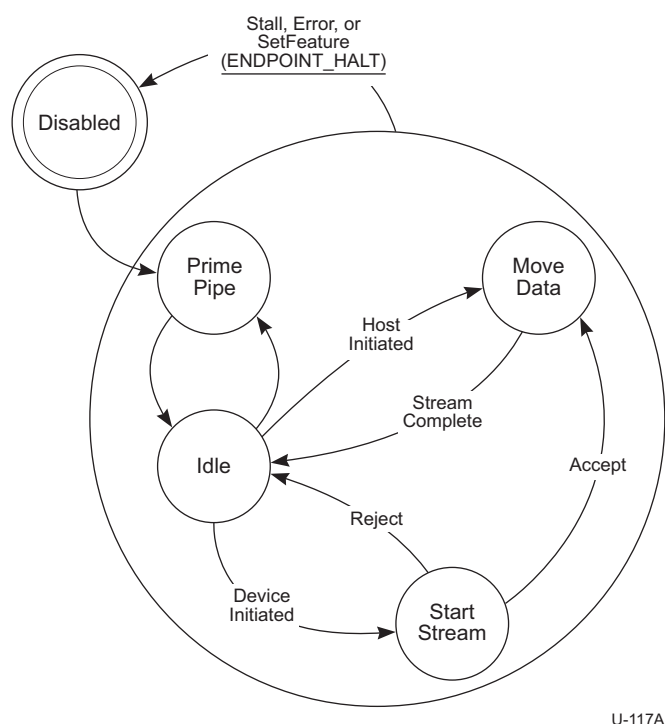 Stall, Error, or
SetFeature
(ENDPOINT_HALT)
Disabled
Prime
Pipe
Move
Data
Host
Initiated
Stream
Complete
Idle
Accept
Reject
Device
Initiated
Start
Stream
U-117A